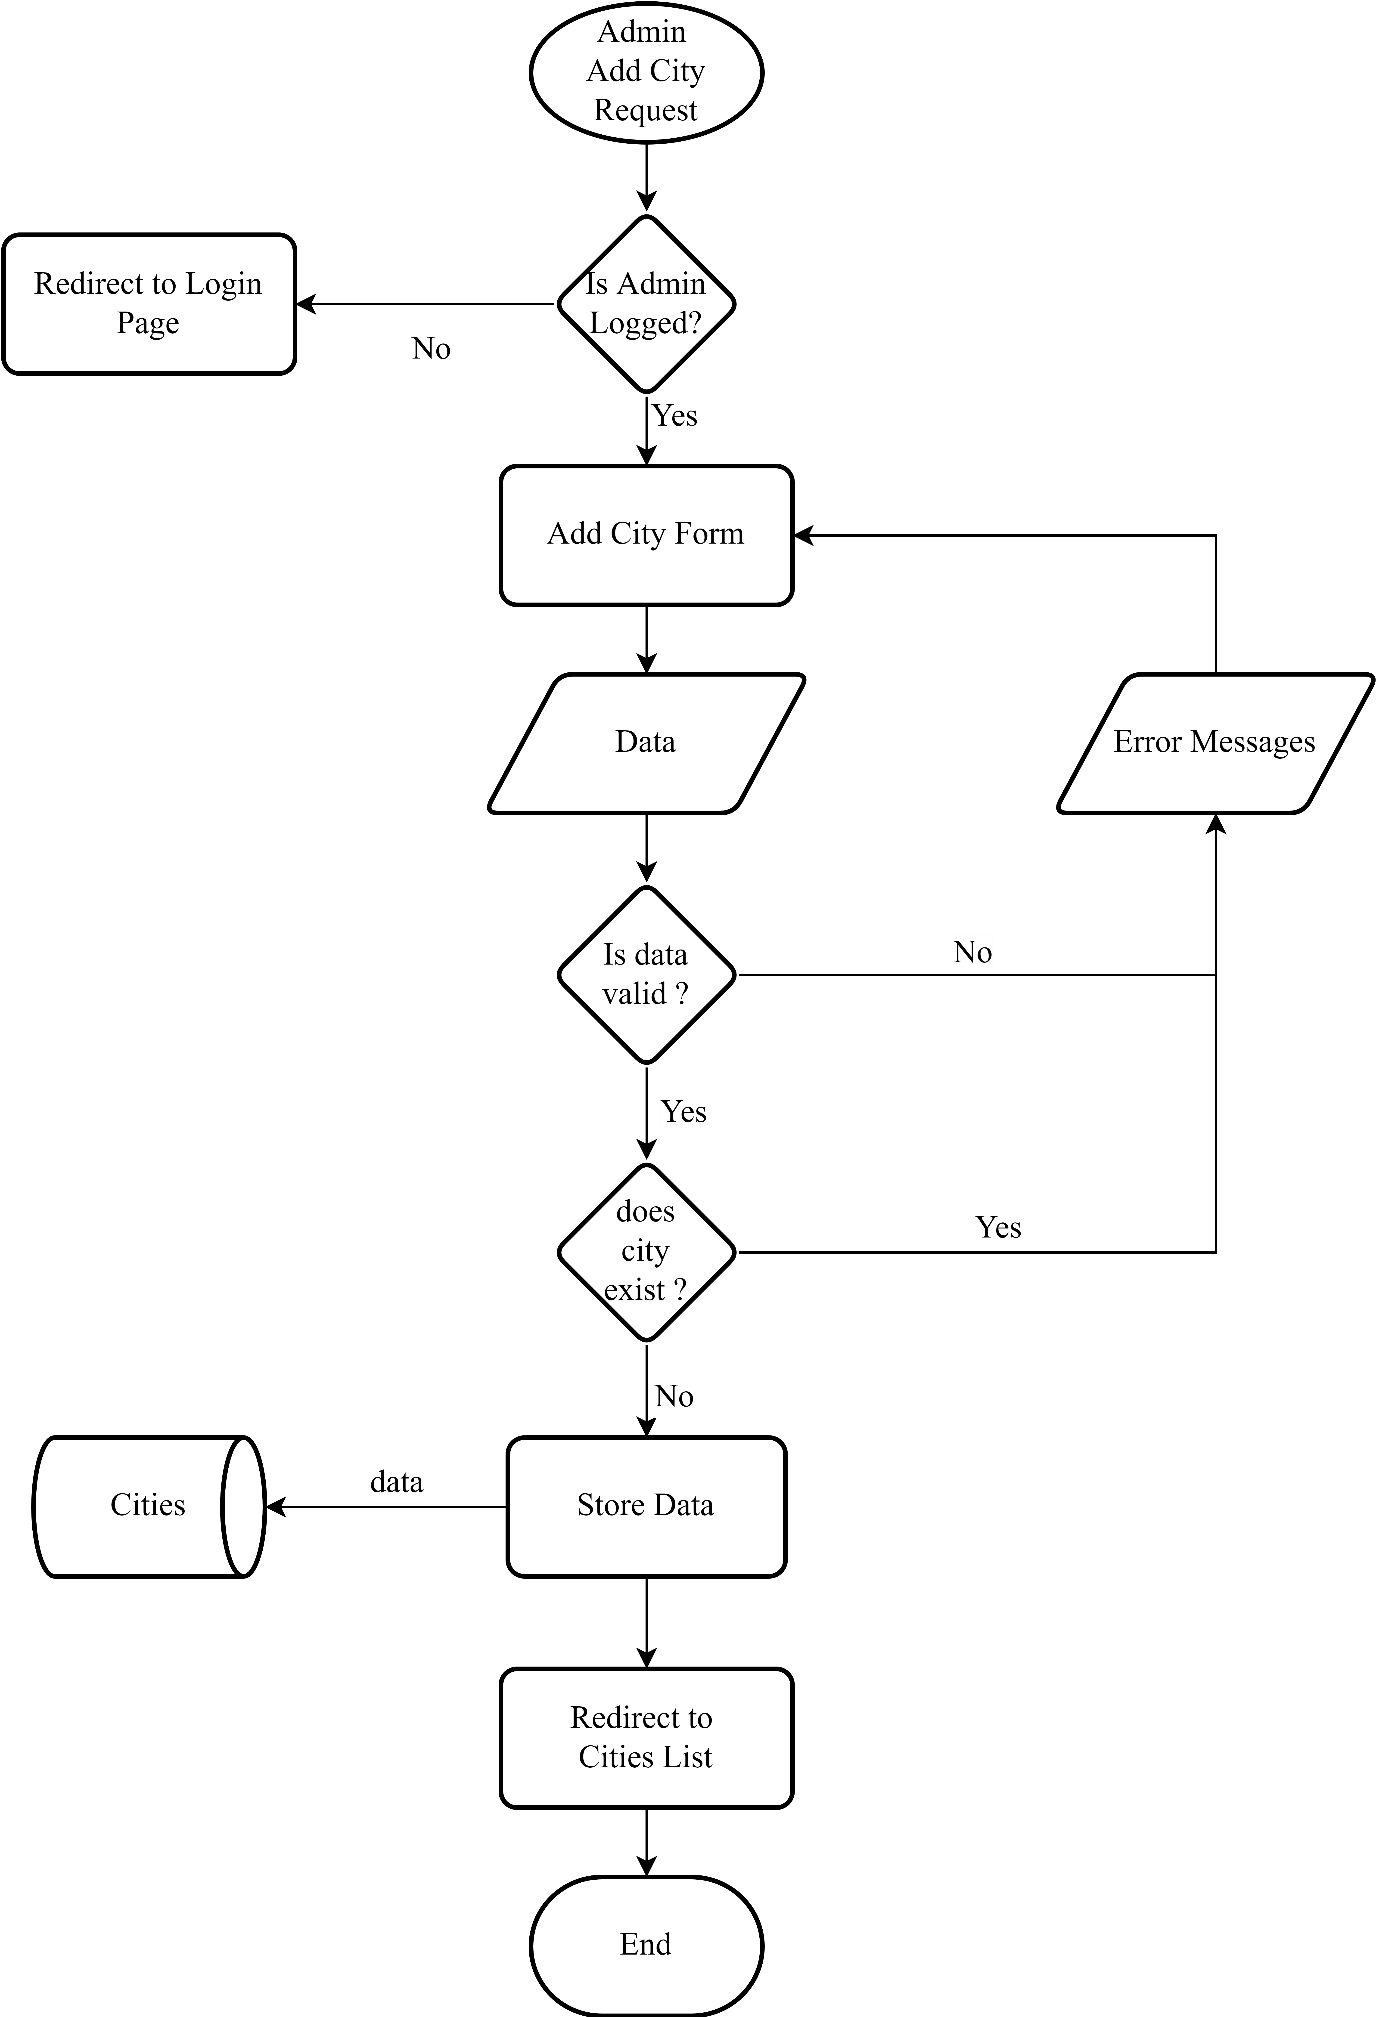 Admin
Add City
Request
Is Admin
Logged?
Redirect to Login
Page
No
Yes
Add City Form
Data
Error Messages
Is data
valid ?
No
Yes
does
city
exist ?
Yes
No
Store Data
data
Cities
Redirect to
Cities List
End